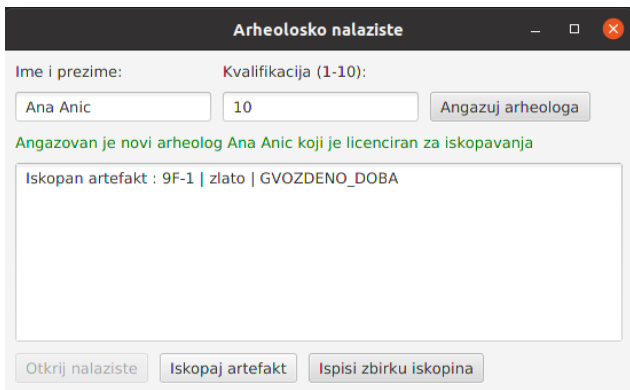 Arheolosko nalaziste
Ime i prezime: Kvalifikacija (1-10):
Ana Anic 10 Angazuj arheologa
Angazovan je novi arheolog Ana Anic koji je licenciran za iskopavanja
Iskopan artefakt : 9F-1 | zlato | GVOZDENO_DOBA
Otkrij nalaziste Iskopaj artefakt Ispisi zbirku iskopina